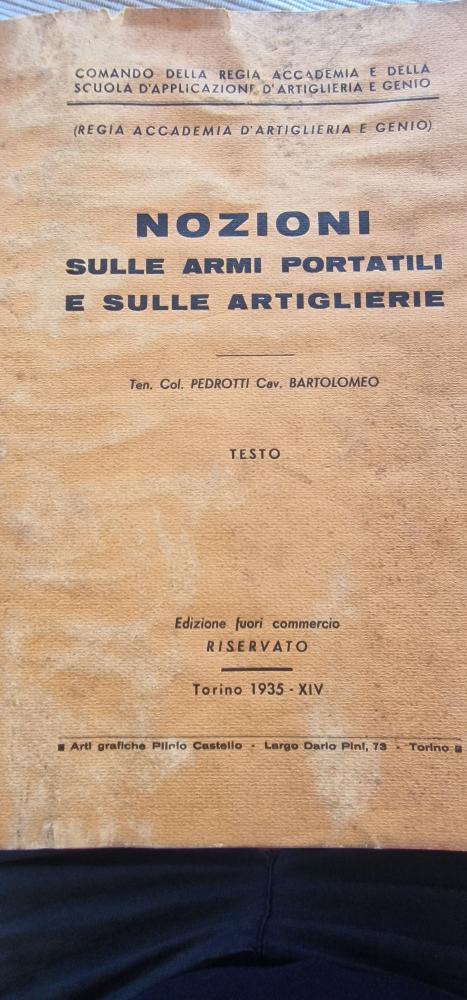 COMANDO DELLA REGIA ACCADEMIA E DELLA
SCUOLA D'APPLICAZIONE D'ARTIGLIERIA E GENIO
(REGIA ACCADEMIA D'ARTIGLIERIA E GENIO)
NOZIONI
SULLE ARMI PORTATILI
E SULLE ARTIGLIERIE
Ten. Col. PEDROTTI Cav. BARTOLOMEO
TESTO
Edizione fuori commercio
RISERVATO
Torino 1935 - XIV
Arti grafiche Plinio Castello - Largo Dario Pini, 73 - Torino